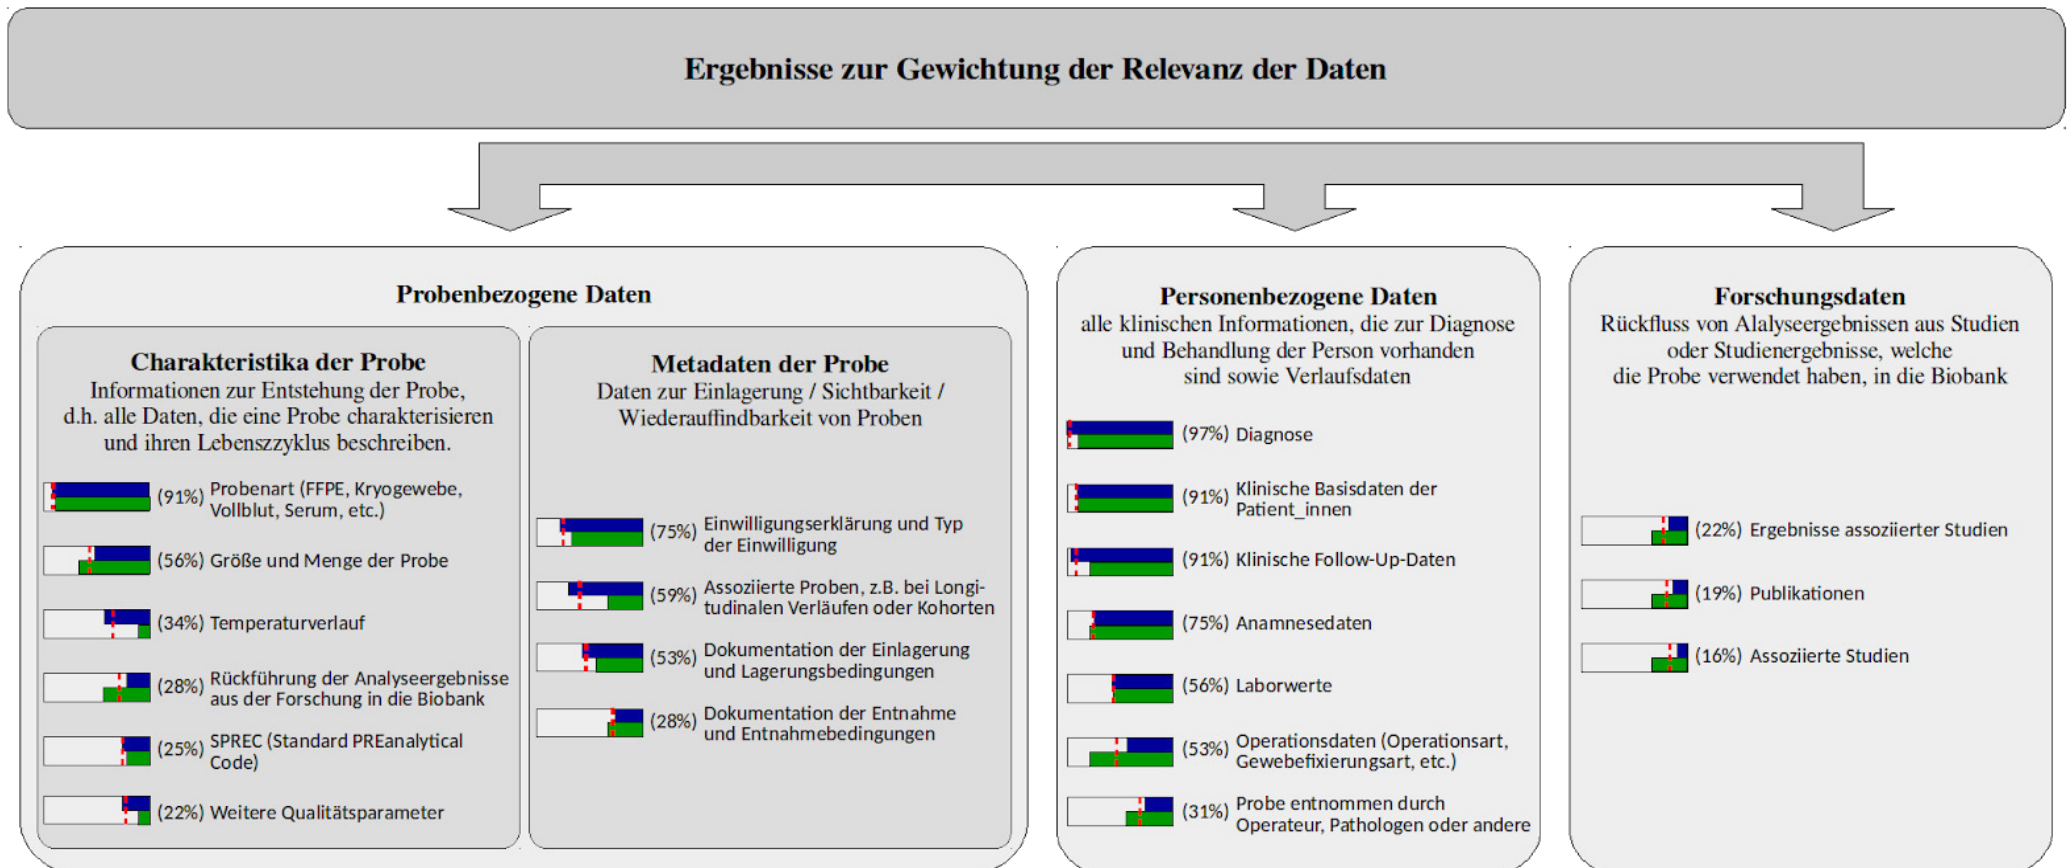 Ergebnisse zur Gewichtung der Relevanz der Daten
Probenbezogene Daten
Charakteristika der Probe
Informationen zur Entstehung der Probe,
d.h. alle Daten, die eine Probe charakterisieren
und ihren Lebenszzyklus beschreiben.
(91%) Probenart (FFPE, Kryogewebe,
Vollblut, Serum, etc.)
(56%) Größe und Menge der Probe
(34%) Temperaturverlauf
(28%) Rückführung der Analyseergebnisse
aus der Forschung in die Biobank
(25%) SPREC (Standard PREanalytical
Code)
(22%) Weitere Qualitätsparameter
Metadaten der Probe
Daten zur Einlagerung / Sichtbarkeit /
Wiederauffindbarkeit von Proben
(75%) Einwilligungserklärung und Typ
der Einwilligung
(59%) Assoziierte Proben, z.B. bei Longi-
tudinalen Verläufen oder Kohorten
(53%) Dokumentation der Einlagerung
und Lagerungsbedingungen
(28%) Dokumentation der Entnahme
und Entnahmebedingungen
Personenbezogene Daten
alle klinischen Informationen, die zur Diagnose
und Behandlung der Person vorhanden
sind sowie Verlaufsdaten
(97%) Diagnose
(91%) Klinische Basisdaten der
Patient_innen
(91%) Klinische Follow-Up-Daten
(75%) Anamnesedaten
(56%) Laborwerte
(53%) Operationsdaten (Operationsart,
Gewebefixierungsart, etc.)
(31%) Probe entnommen durch
Operateur, Pathologen oder andere
Forschungsdaten
Rückfluss von Alalyseergebnissen aus Studien
oder Studienergebnisse, welche
die Probe verwendet haben, in die Biobank
(22%) Ergebnisse assoziierter Studien
(19%) Publikationen
(16%) Assoziierte Studien